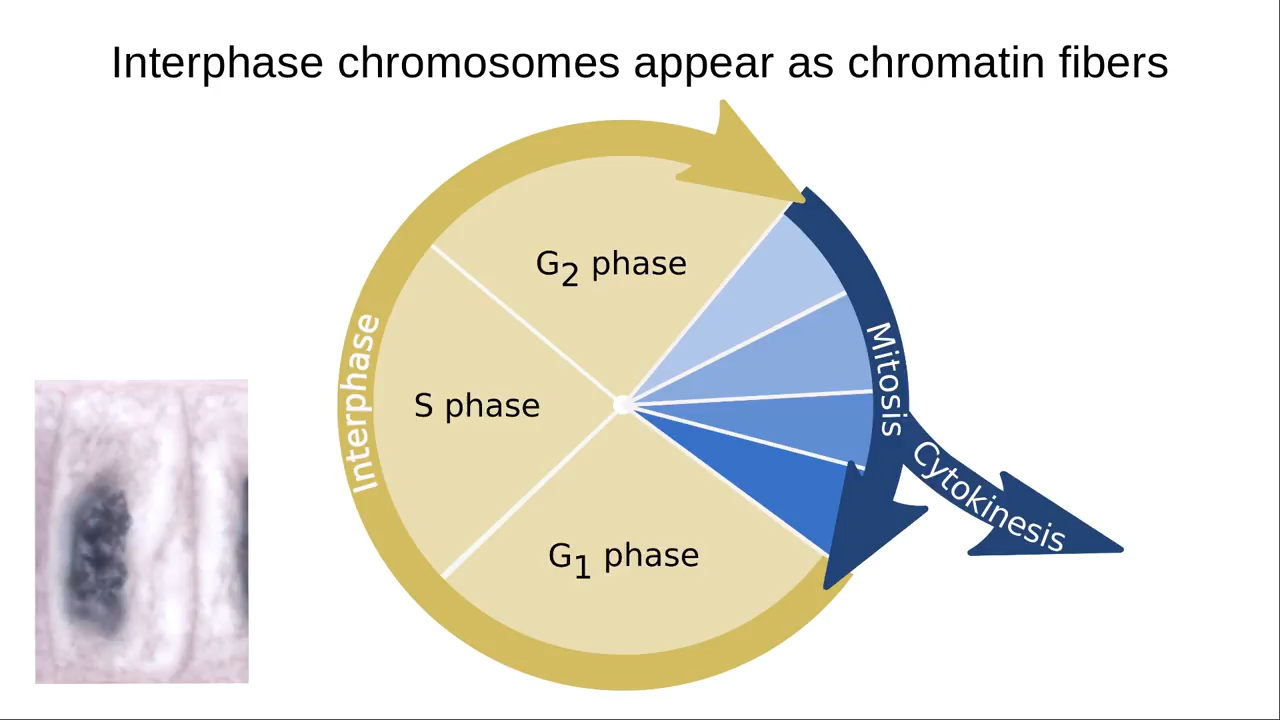 Interphase chromosomes appear as chromatin fibers
G2 phase
Interphase
Mitosis
S phase
Cytokinesis
G1 phase